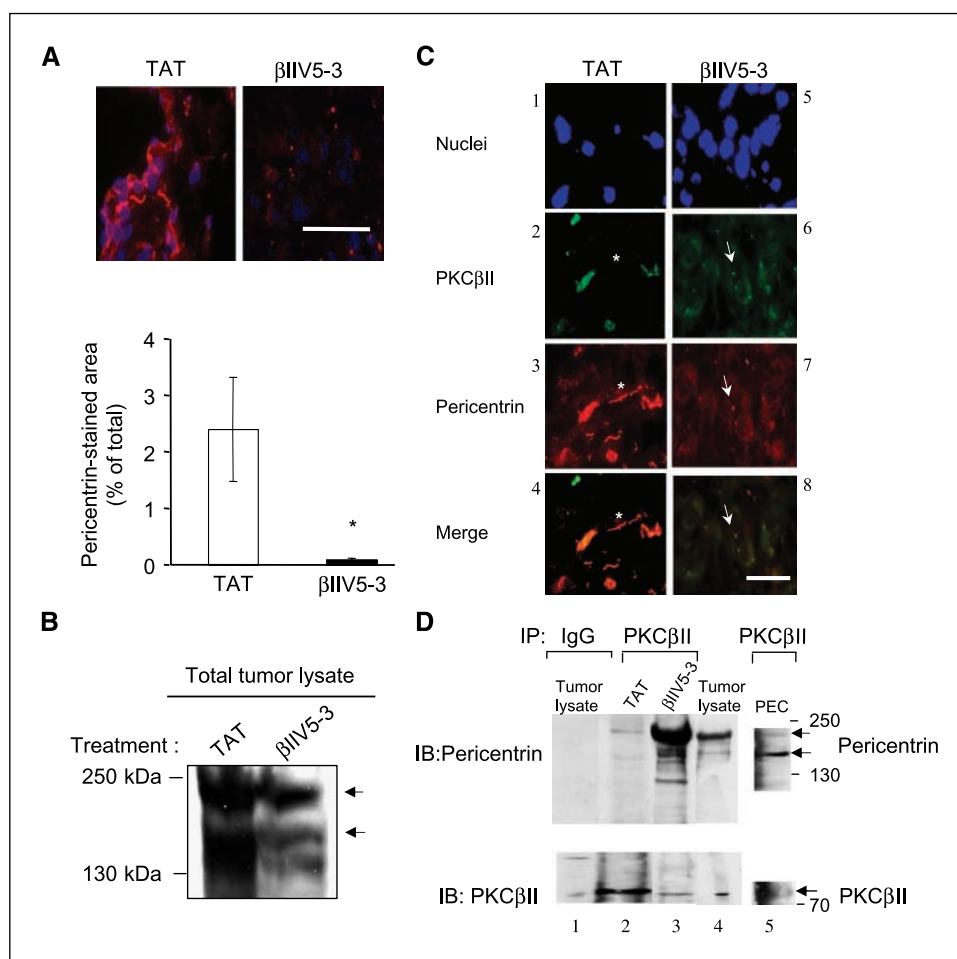 A
TAT βIIV5-3
Pericentrin-stained area
(% of total)
4
3
2
1
0
*
TAT βIIV5-3
B
Total tumor lysate
Treatment : TAT βIIV5-3
250 kDa
130 kDa
C
TAT βIIV5-3
1 Nuclei 5
2 PKCβII * 6
3 Pericentrin * 7
4 Merge * 8
D
IP: IgG PKCβII PKCβII
Tumor lysate TAT βIIV5-3 Tumor lysate PEC
250
IB:Pericentrin Pericentrin
130
IB: PKCβII PKCβII
70
1 2 3 4 5